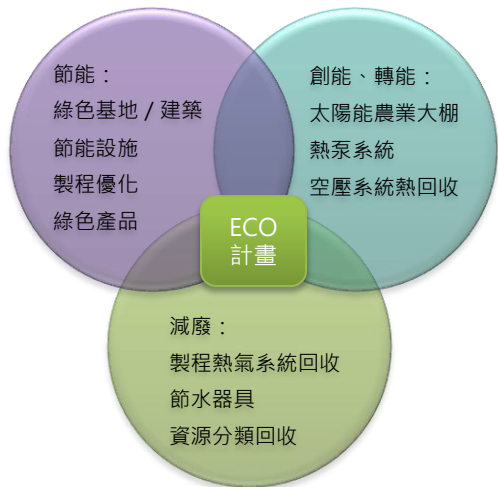 節能：
綠色基地 / 建築
節能設施
製程優化
綠色產品
創能、轉能：
太陽能農業大棚
熱泵系統
空壓系統熱回收
ECO
計畫
減廢：
製程熱氣系統回收
節水器具
資源分類回收